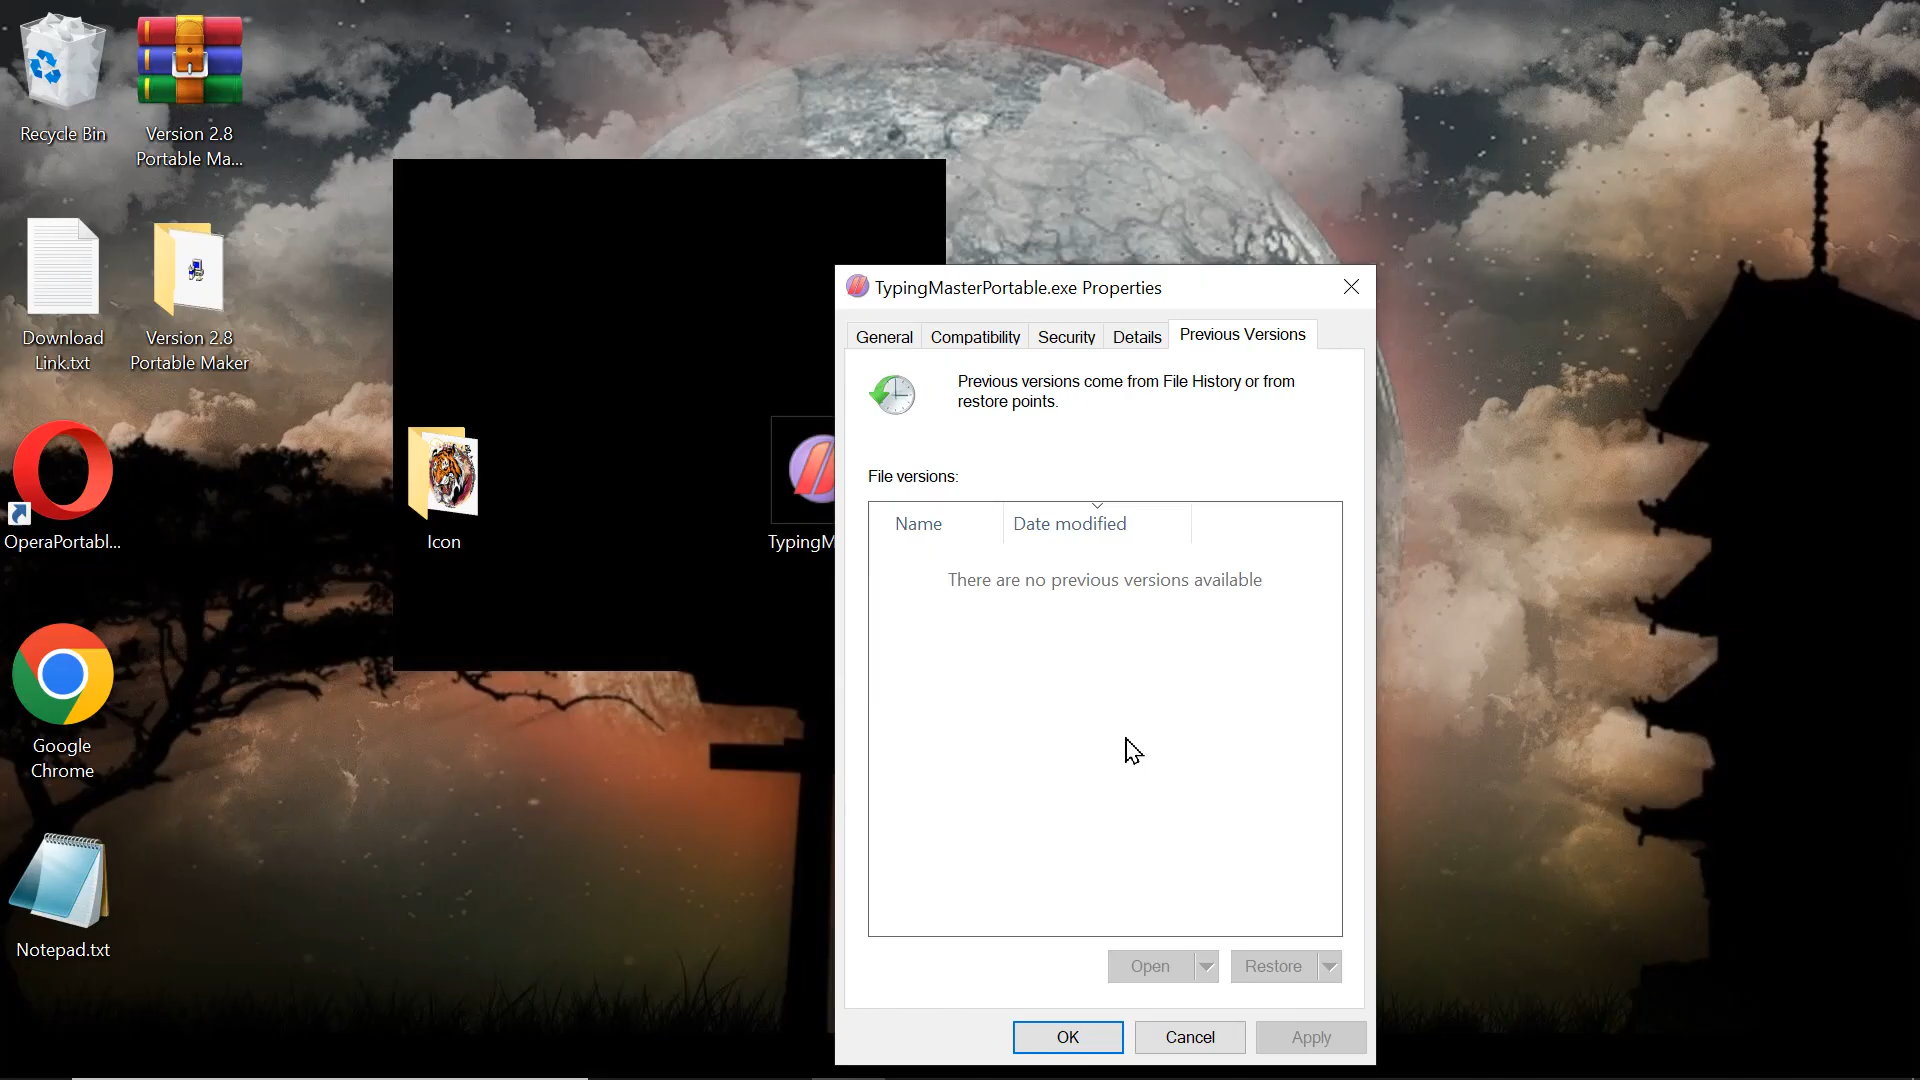 Recycle Bin
Version 2.8
Portable Ma...
Download
Link.txt
Version 2.8
Portable Maker
OperaPortabl...
Google
Chrome
Notepad.txt
Icon
TypingM
TypingMasterPortable.exe Properties
General
Compatibility
Security
Details
Previous Versions
Previous versions come from File History or from
restore points.
File versions:
Name
Date modified
There are no previous versions available
Open
Restore
OK
Cancel
Apply